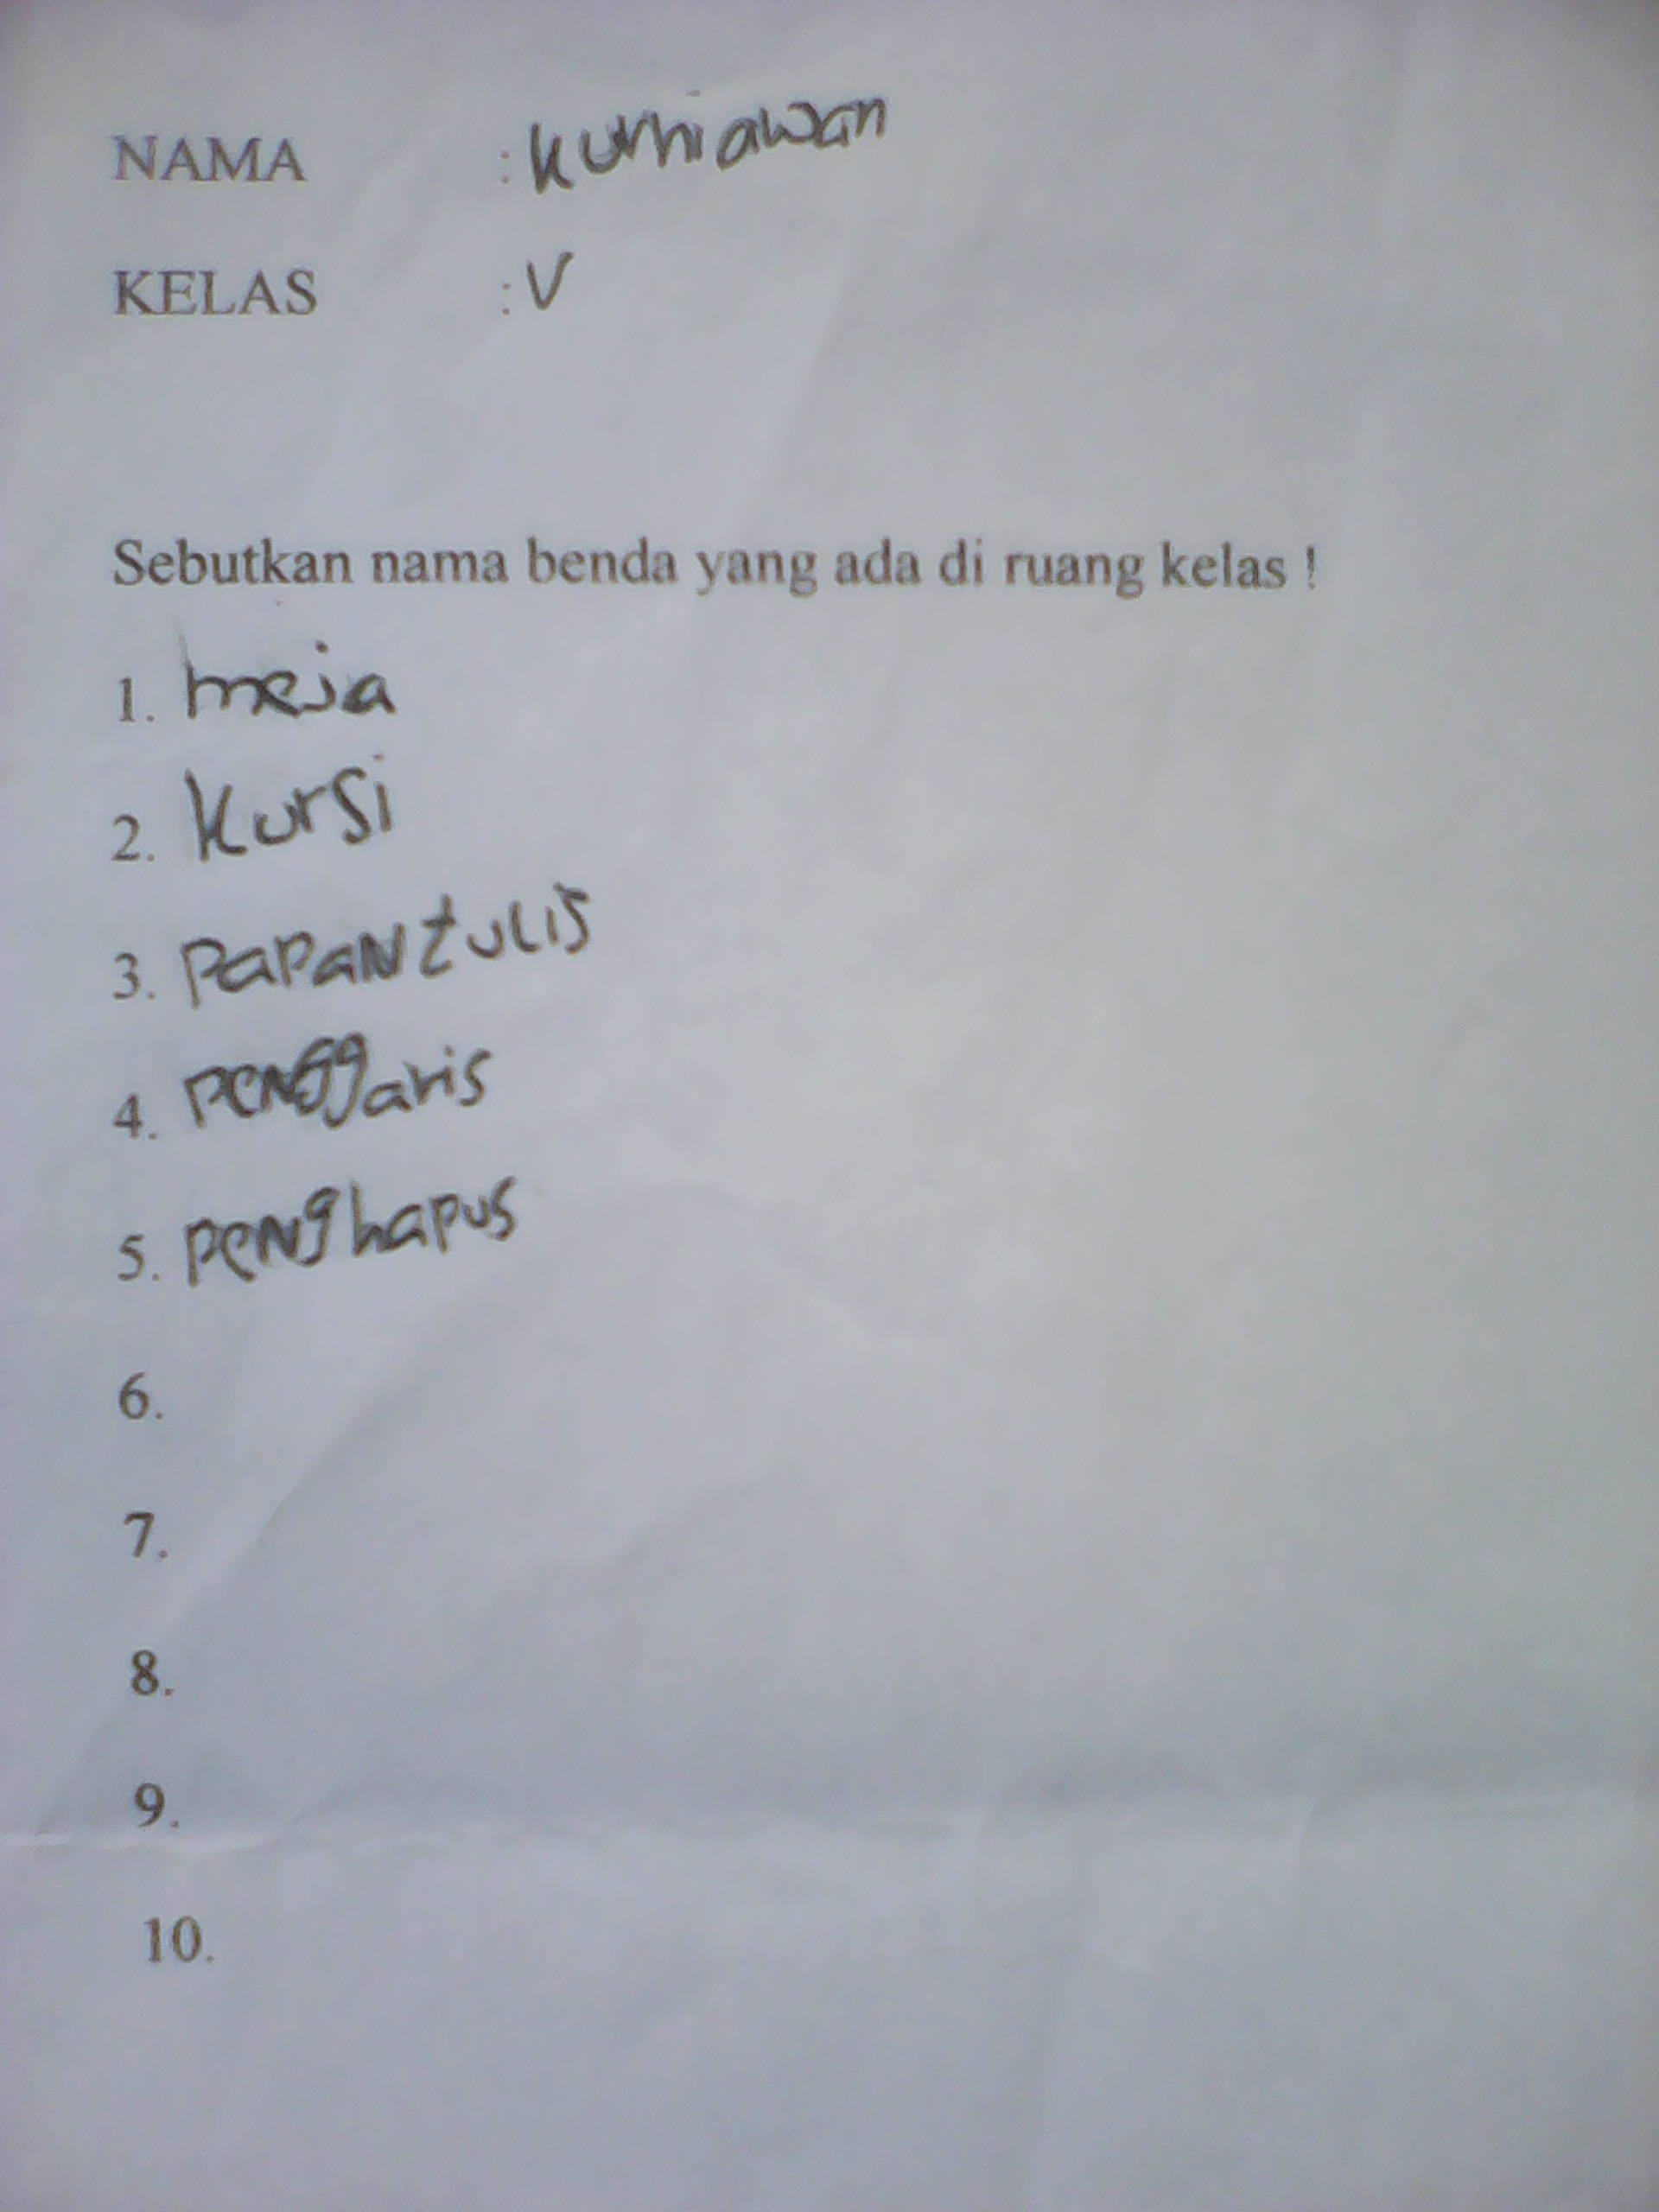 NAMA : kurniawan
KELAS : V
Sebutkan nama benda yang ada di ruang kelas !
1. meja
2. kursi
3. PaPaN tuLis
4. PeNggaris
5. PeNghapus
6.
7.
8.
9.
10.